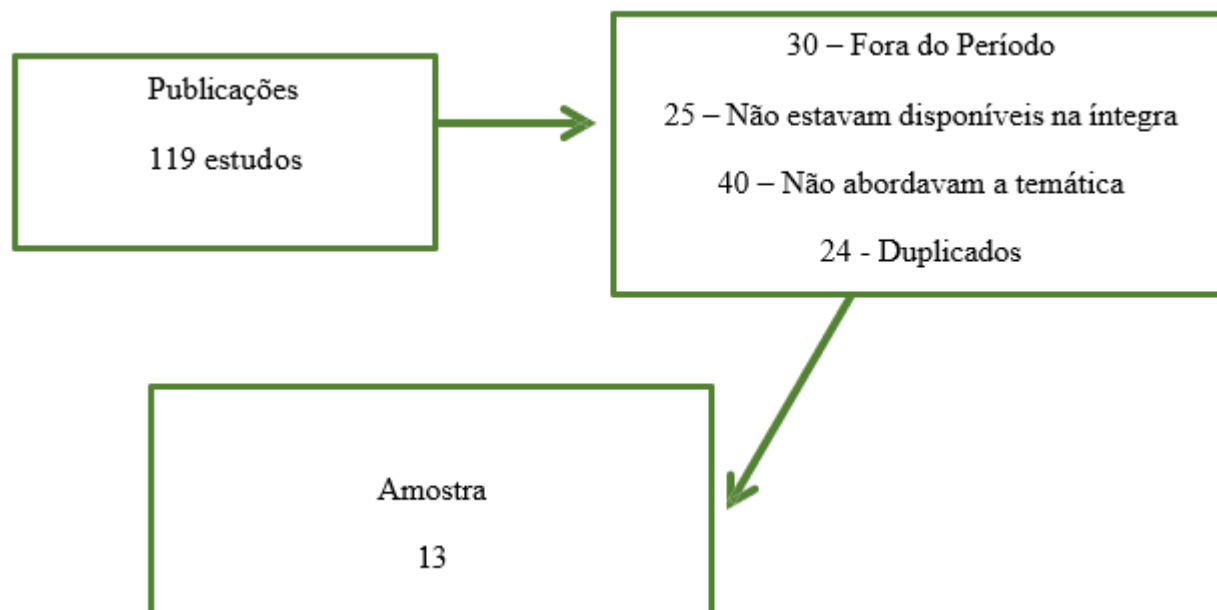 Publicações
119 estudos
30 – Fora do Período
25 – Não estavam disponíveis na íntegra
40 – Não abordavam a temática
24 - Duplicados
Amostra
13